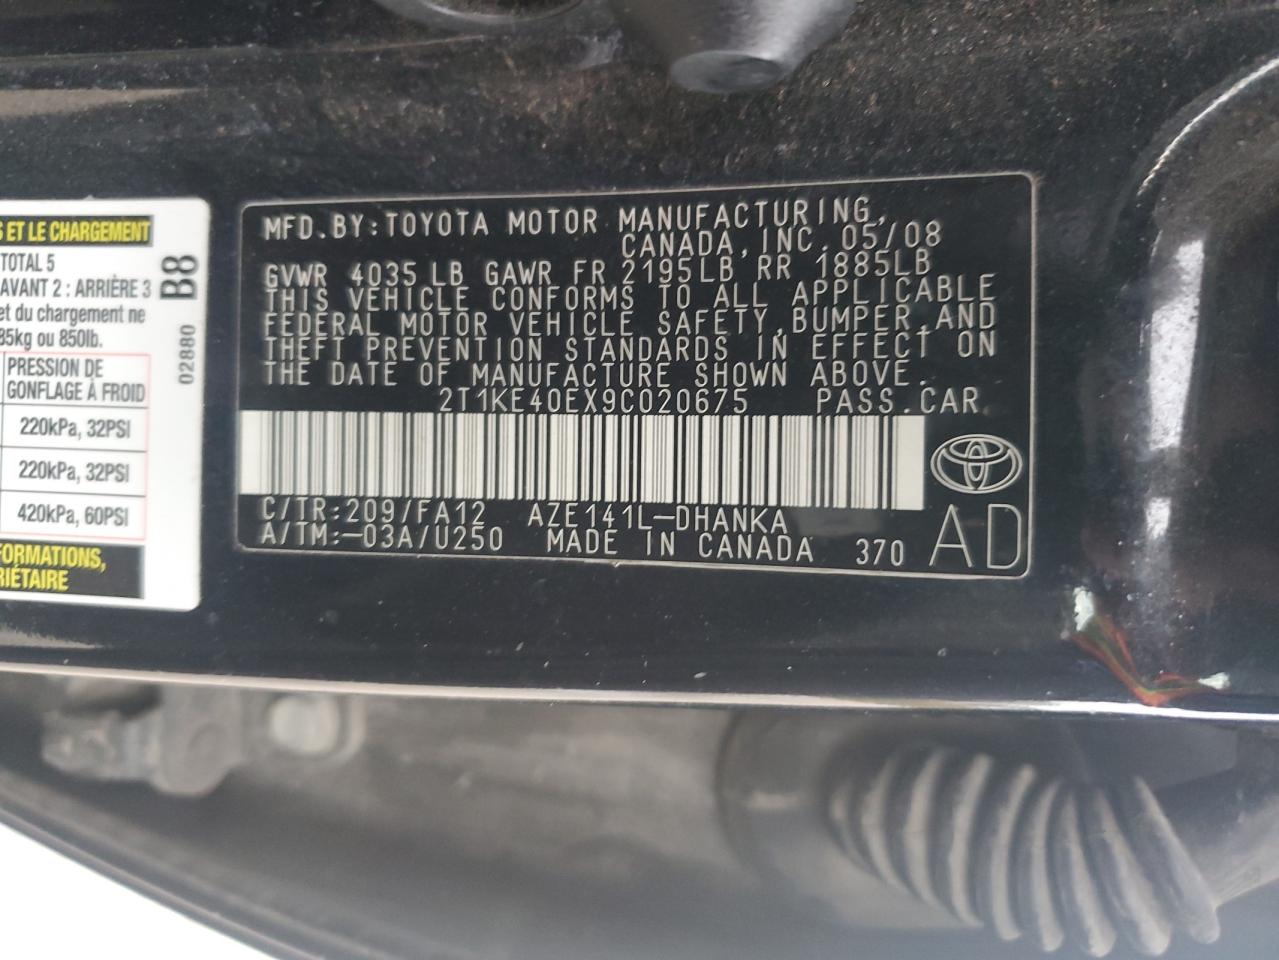 S ET LE CHARGEMENT
TOTAL 5
AVANT 2 : ARRIÈRE 3
et du chargement ne
85kg ou 850lb.
B8
02880
PRESSION DE
GONFLAGE À FROID
220kPa, 32PSI
220kPa, 32PSI
420kPa, 60PSI
FORMATIONS,
RIÉTAIRE
MFD.BY:TOYOTA MOTOR MANUFACTURING,
CANADA,INC. 05/08
GVWR 4035 LB GAWR FR 2195LB RR 1885LB
THIS VEHICLE CONFORMS TO ALL APPLICABLE
FEDERAL MOTOR VEHICLE SAFETY,BUMPER,AND
THEFT PREVENTION STANDARDS IN EFFECT ON
THE DATE OF MANUFACTURE SHOWN ABOVE.
2T1KE40EX9C020675 PASS.CAR
C/TR:209/FA12 AZE141L-DHANKA
A/TM:-03A/U250 MADE IN CANADA 370 AD